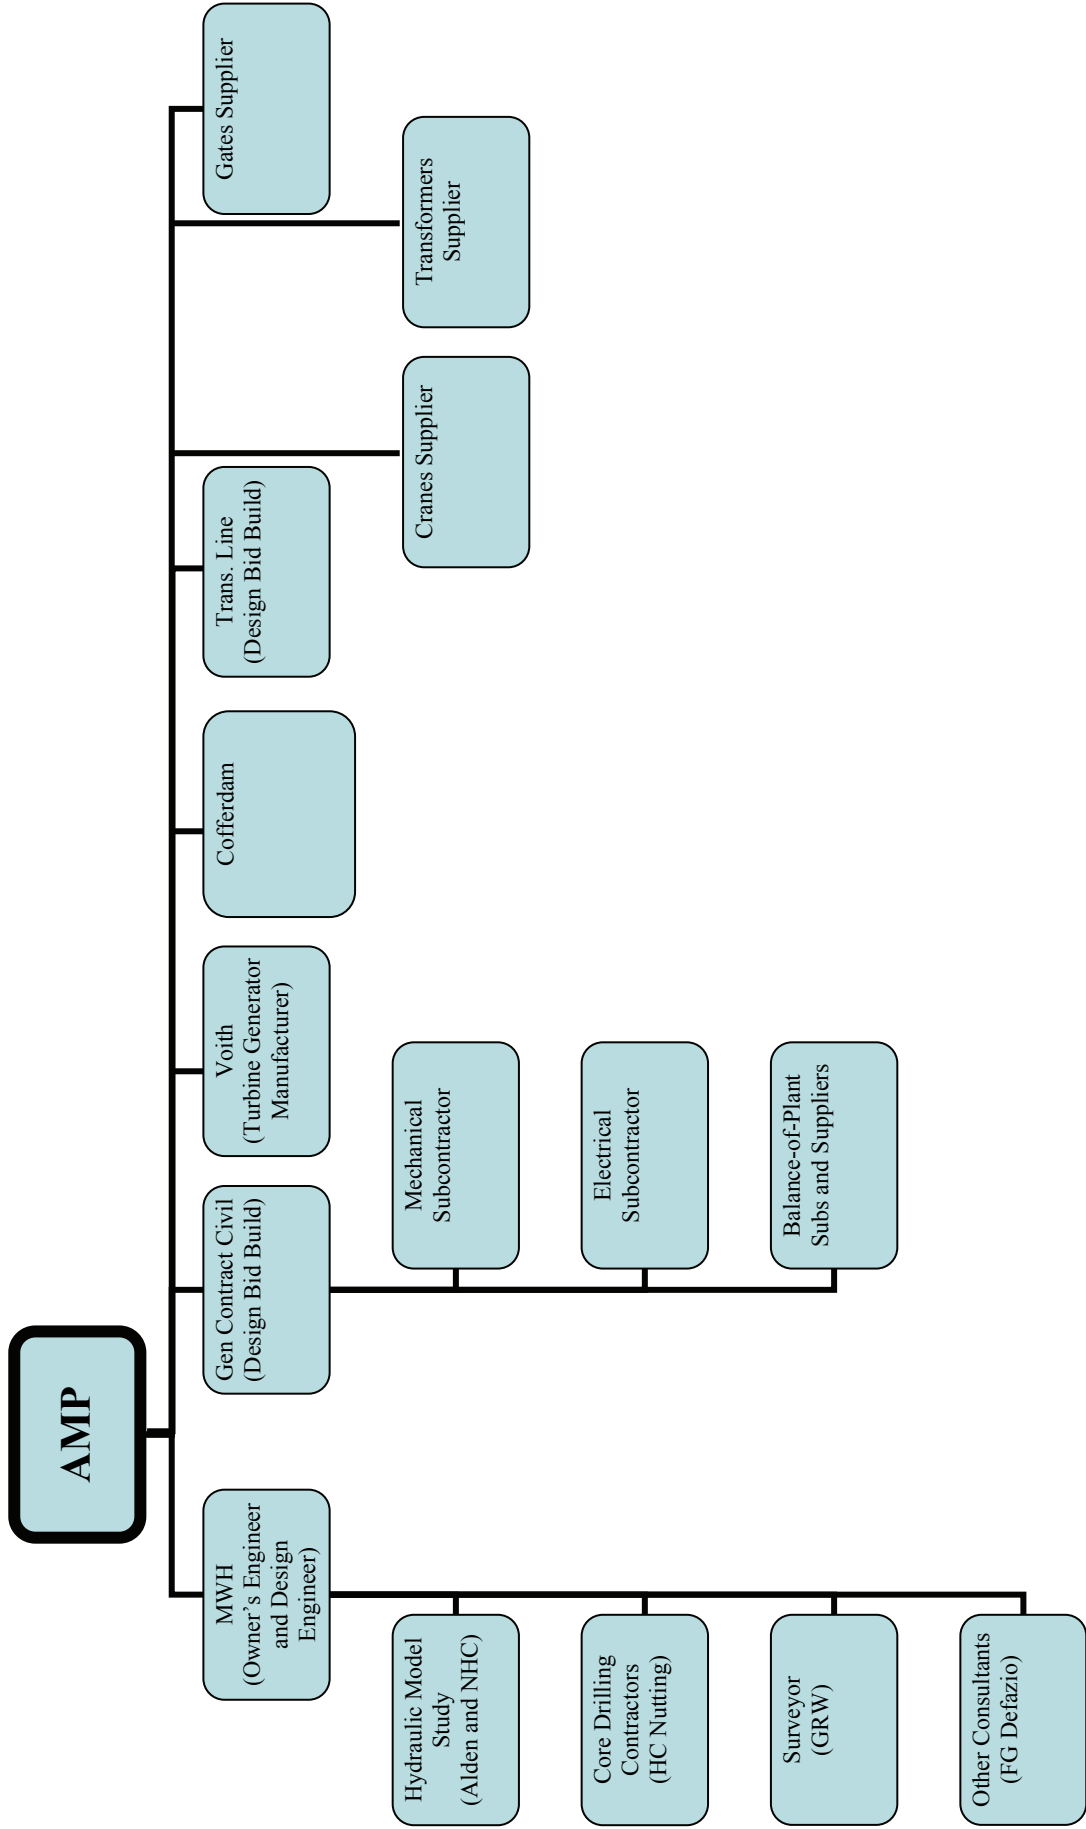 AMP
MWH
(Owner's Engineer
and Design
Engineer)
Gen Contract Civil
(Design Bid Build)
Voith
(Turbine Generator
Manufacturer)
Cofferdam
Trans. Line
(Design Bid Build)
Gates Supplier
Hydraulic Model
Study
(Alden and NHC)
Mechanical
Subcontractor
Cranes Supplier
Transformers
Supplier
Core Drilling
Contractors
(HC Nutting)
Electrical
Subcontractor
Surveyor
(GRW)
Balance-of-Plant
Subs and Suppliers
Other Consultants
(FG Defazio)